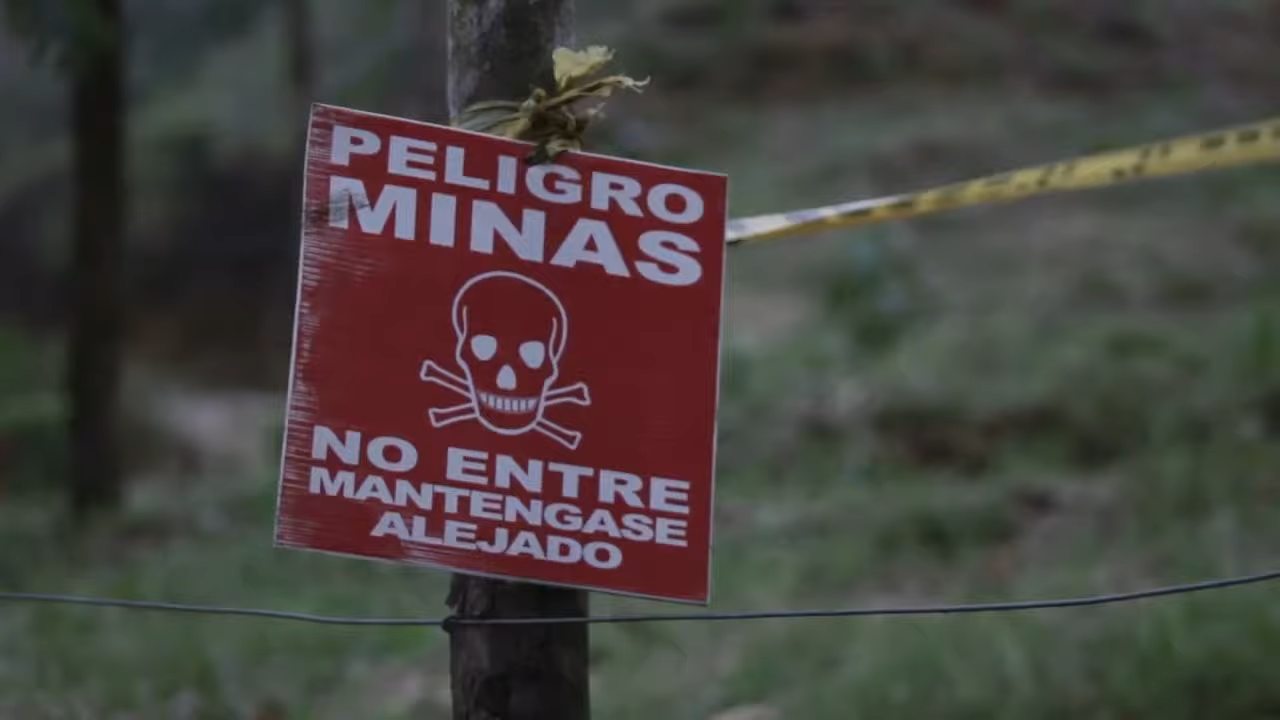 PELIGRO
MINAS
NO ENTRE
MANTENGASE
ALEJADO